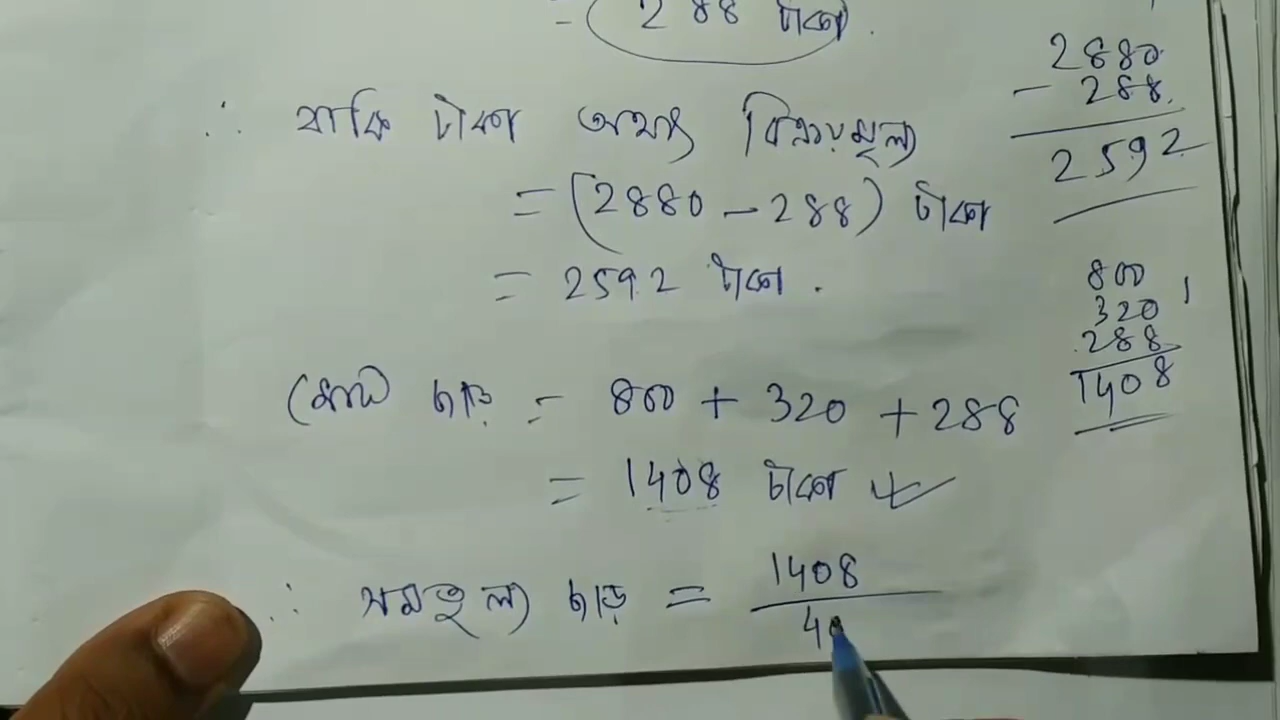 = 288 টাকা.
∴ বাকি টাকা অর্থাৎ বিক্রয়মূল্য
= (2880 - 288) টাকা
= 2592 টাকা.
মোট ছাড় = 800 + 320 + 288
= 1408 টাকা
∴ সমতুল্য ছাড় = 1408
40
2880
- 288
2592
800
320
288
1408